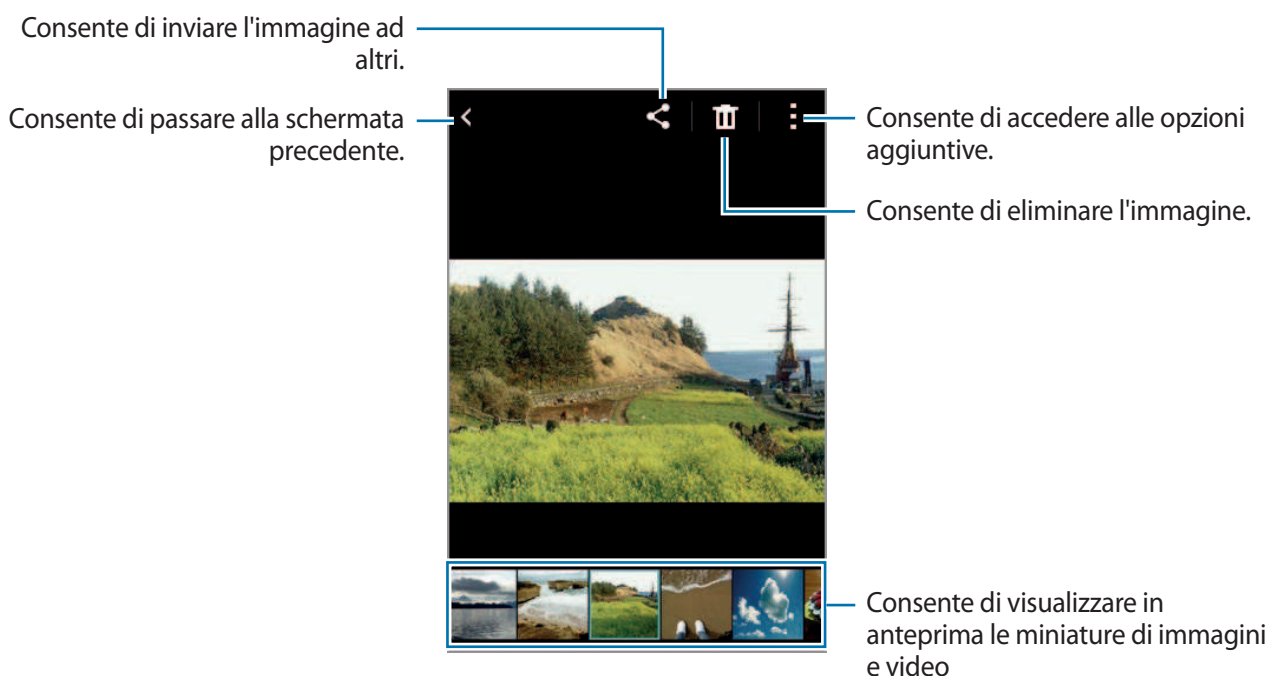 Consente di inviare l'immagine ad
altri.
Consente di passare alla schermata
precedente.
Consente di accedere alle opzioni
aggiuntive.
Consente di eliminare l'immagine.
Consente di visualizzare in
anteprima le miniature di immagini
e video